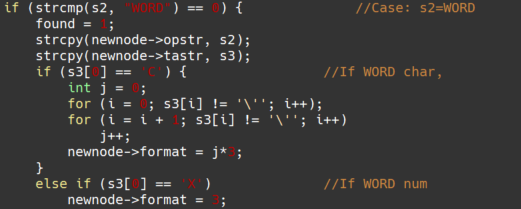 if (strcmp(s2, "WORD") == 0) { //Case: s2=WORD
found = 1;
strcpy(newnode->opstr, s2);
strcpy(newnode->tastr, s3);
if (s3[0] == 'C') { //If WORD char,
int j = 0;
for (i = 0; s3[i] != '\''; i++);
for (i = i + 1; s3[i] != '\''; i++)
j++;
newnode->format = j*3;
}
else if (s3[0] == 'X') //If WORD num
newnode->format = 3;